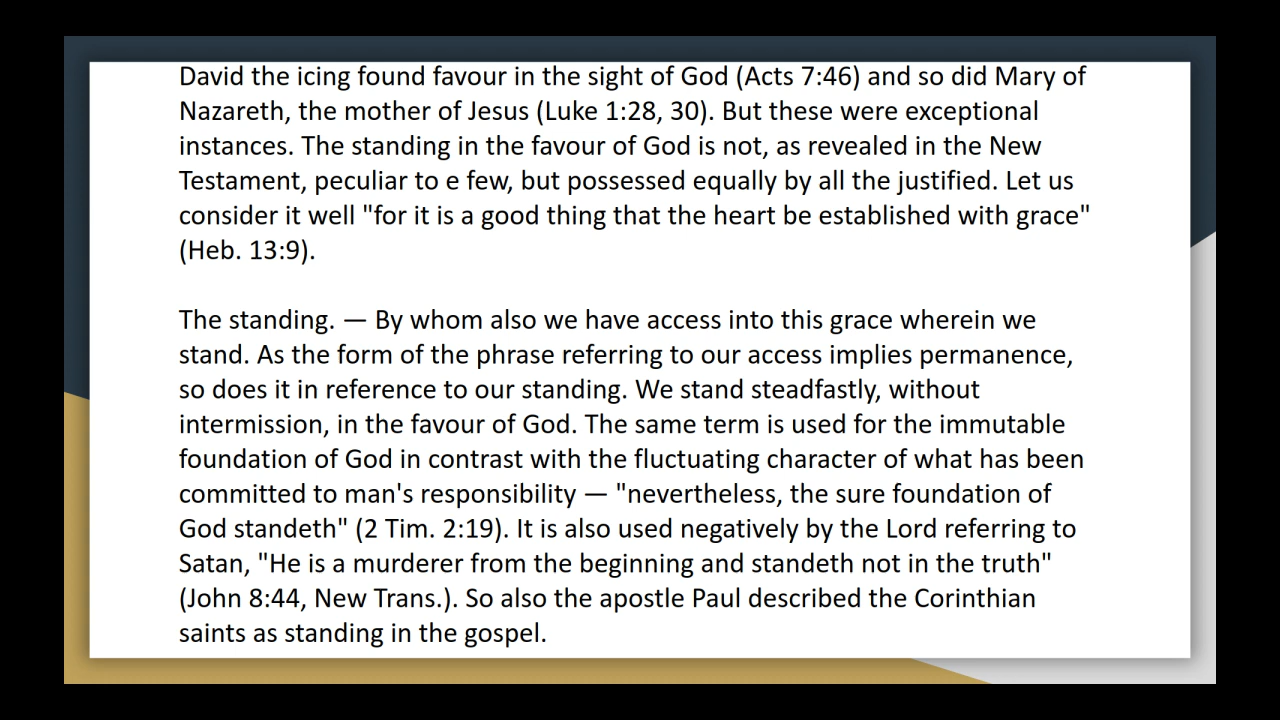 David the icing found favour in the sight of God (Acts 7:46) and so did Mary of
Nazareth, the mother of Jesus (Luke 1:28, 30). But these were exceptional
instances. The standing in the favour of God is not, as revealed in the New
Testament, peculiar to e few, but possessed equally by all the justified. Let us
consider it well "for it is a good thing that the heart be established with grace"
(Heb. 13:9).

The standing. — By whom also we have access into this grace wherein we
stand. As the form of the phrase referring to our access implies permanence,
so does it in reference to our standing. We stand steadfastly, without
intermission, in the favour of God. The same term is used for the immutable
foundation of God in contrast with the fluctuating character of what has been
committed to man's responsibility — "nevertheless, the sure foundation of
God standeth" (2 Tim. 2:19). It is also used negatively by the Lord referring to
Satan, "He is a murderer from the beginning and standeth not in the truth"
(John 8:44, New Trans.). So also the apostle Paul described the Corinthian
saints as standing in the gospel.